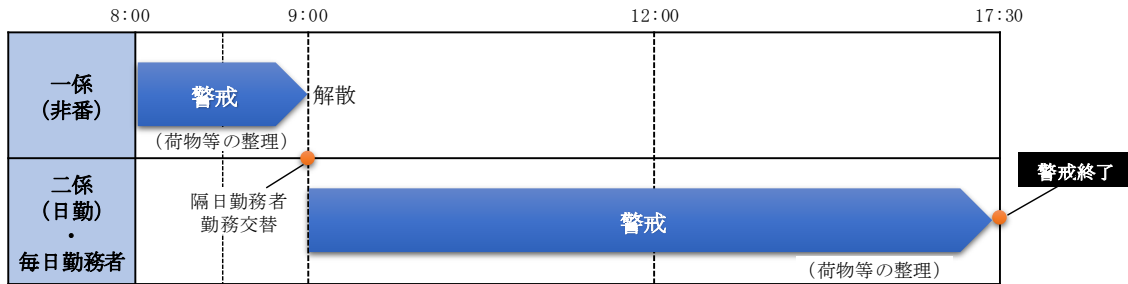 8:00
9:00
12:00
17:30
一係
(非番)
警戒
解散
(荷物等の整理)
隔日勤務者
勤務交替
二係
(日勤)
・
毎日勤務者
警戒
(荷物等の整理)
警戒終了